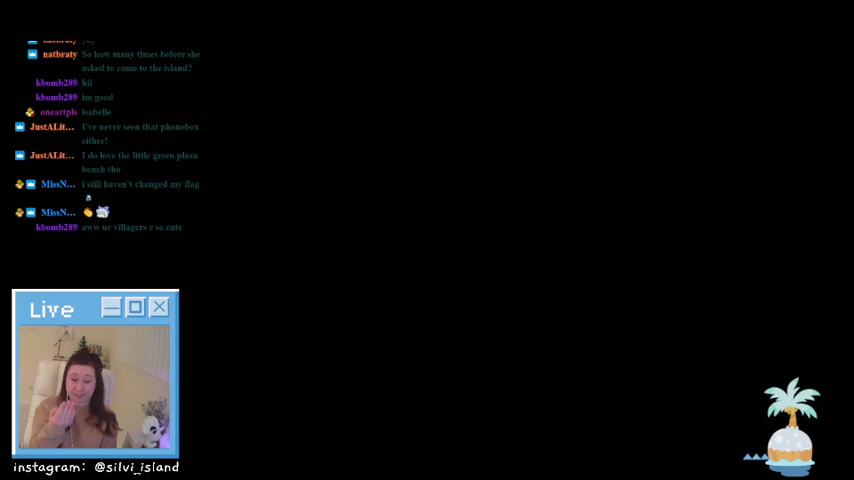 natbraty So how many times before she
asked to come to the island?
kbomb289 hii
kbomb289 im good
oneartpls isabelle
JustALit... I've never seen that phonebox
either!
JustALit... I do love the little green plaza
bench tho
MissN... i still haven't changed my flag
MissN...
kbomb289 aww ur villagers r so cute
Live
instagram: @silvi_island